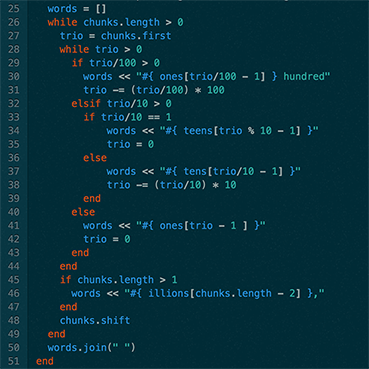 25 words = []
26 while chunks.length > 0
27 trio = chunks.first
28 while trio > 0
29 if trio/100 > 0
30 words << "#{ ones[trio/100 - 1] } hundred"
31 trio -= (trio/100) * 100
32 elsif trio/10 > 0
33 if trio/10 == 1
34 words << "#{ teens[trio % 10 - 1] }"
35 trio = 0
36 else
37 words << "#{ tens[trio/10 - 1] }"
38 trio -= (trio/10) * 10
39 end
40 else
41 words << "#{ ones[trio - 1 ] }"
42 trio = 0
43 end
44 end
45 if chunks.length > 1
46 words << "#{ illions[chunks.length - 2] },"
47 end
48 chunks.shift
49 end
50 words.join(" ")
51 end